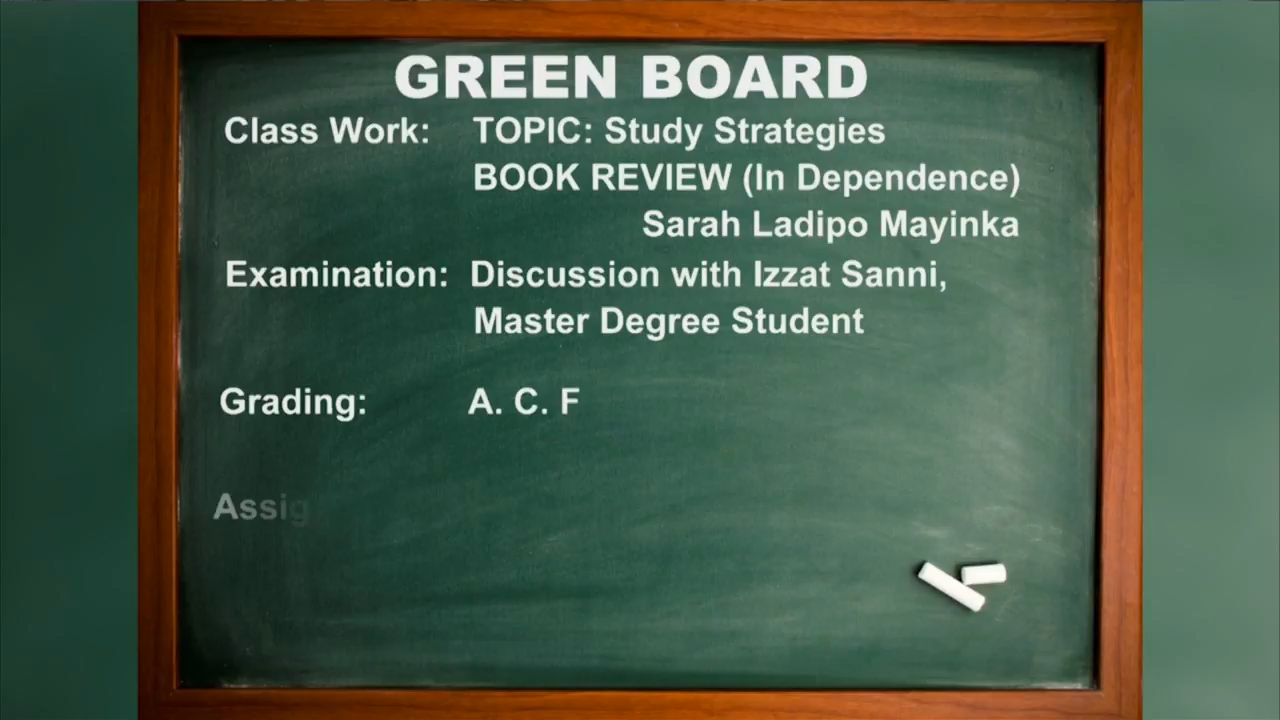 GREEN BOARD
Class Work: TOPIC: Study Strategies
BOOK REVIEW (In Dependence)
Sarah Ladipo Mayinka
Examination: Discussion with Izzat Sanni,
Master Degree Student
Grading: A. C. F
Assig